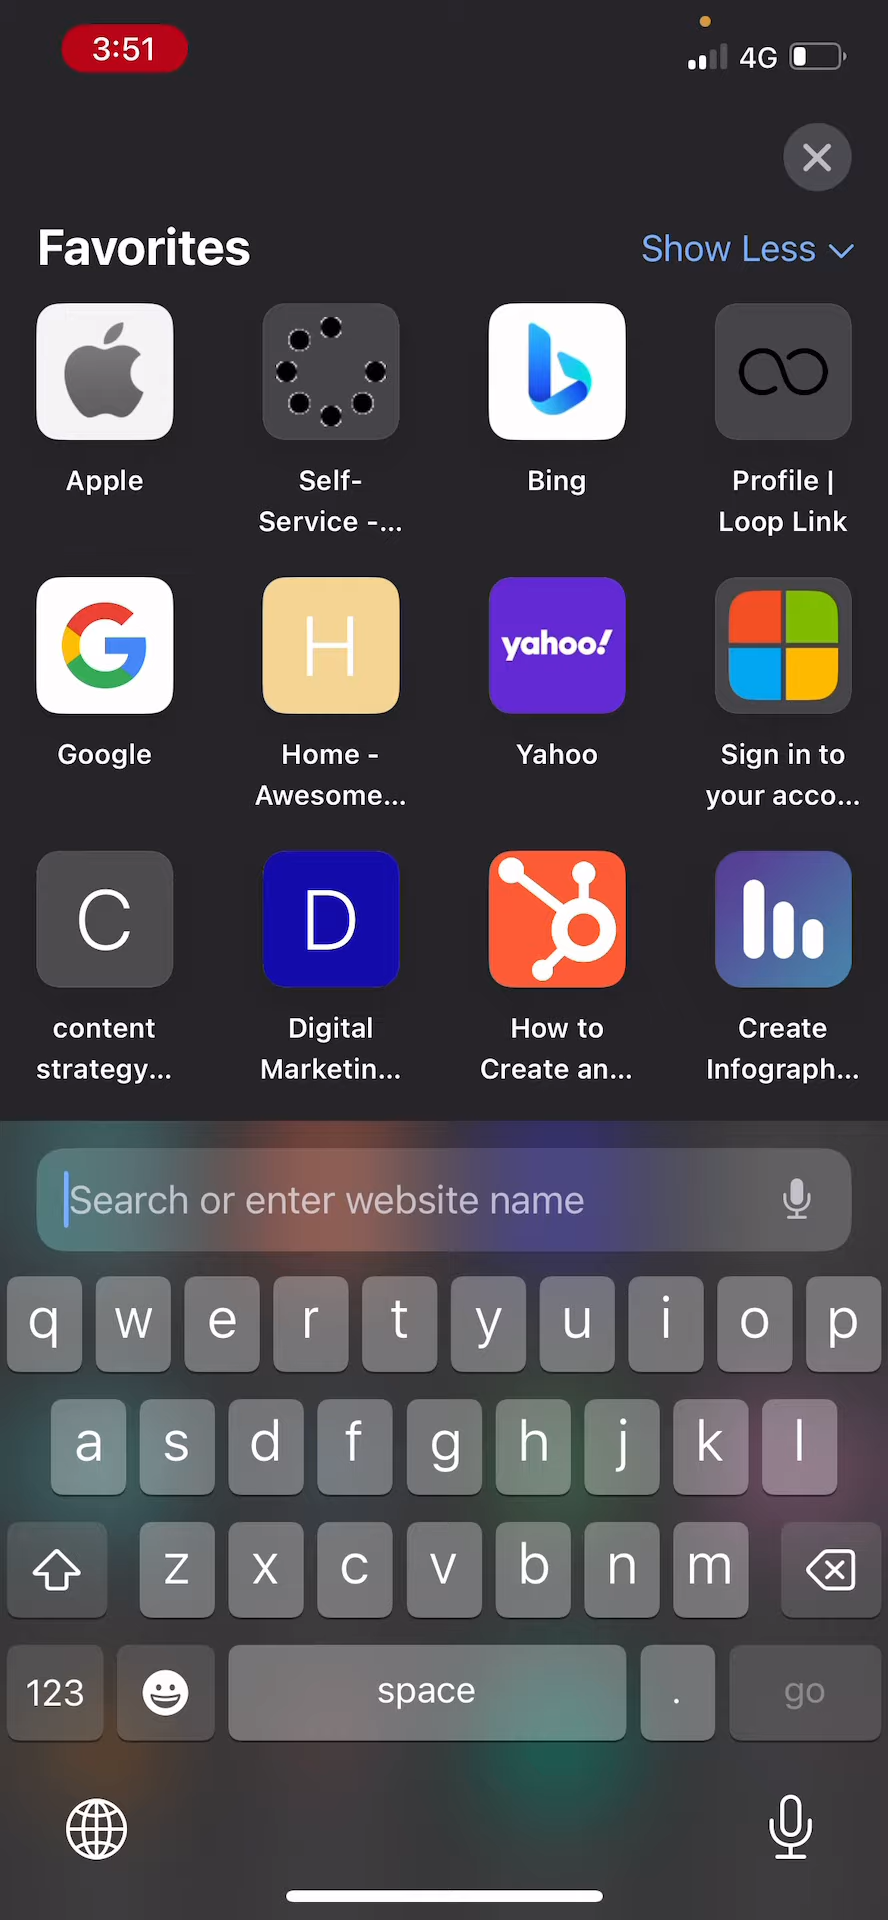 3:51
4G
Favorites
Show Less
Apple
Self-
Service -...
Bing
Profile |
Loop Link
Google
H
Home -
Awesome...
yahoo!
Yahoo
Sign in to
your acco...
C
content
strategy...
D
Digital
Marketin...
How to
Create an...
Create
Infograph...
Search or enter website name
q w e r t y u i o p
a s d f g h j k l
z x c v b n m
123
space
.
go